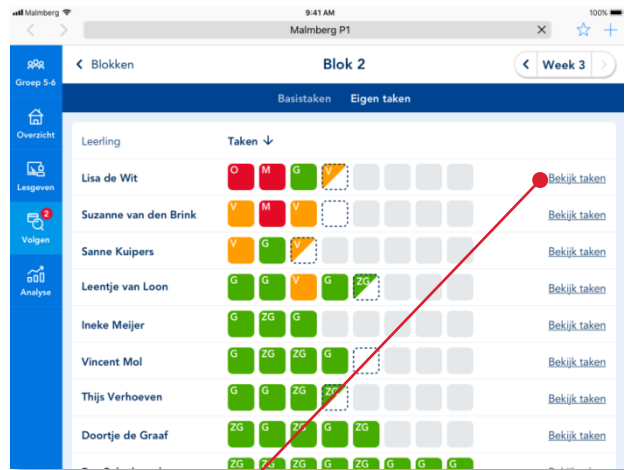 Malmberg 9:41 AM 100%
Malmberg P1
Groep 5-6
Overzicht
Lesgeven
2
Volgen
Analyse
Blokken Blok 2 Week 3
Basistaken Eigen taken
Leerling Taken
Lisa de Wit O M G V Bekijk taken
Suzanne van den Brink V M V Bekijk taken
Sanne Kuipers V G V Bekijk taken
Leentje van Loon G G V G ZG Bekijk taken
Ineke Meijer G ZG G Bekijk taken
Vincent Mol G ZG ZG G Bekijk taken
Thijs Verhoeven G G ZG ZG Bekijk taken
Doortje de Graaf ZG G ZG G ZG Bekijk taken
ZG ZG ZG G ZG G G G